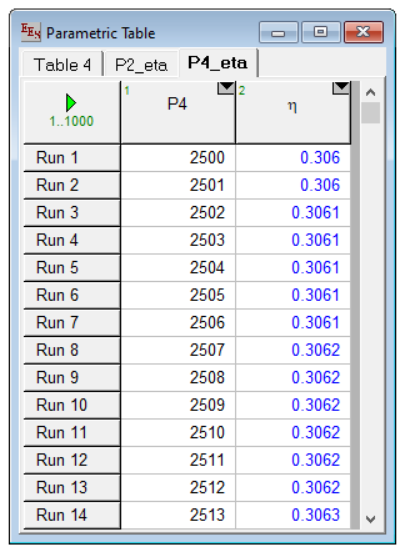 EES Parametric Table
Table 4 P2_eta P4_eta
1..1000 1 P4 2 η
Run 1 2500 0.306
Run 2 2501 0.306
Run 3 2502 0.3061
Run 4 2503 0.3061
Run 5 2504 0.3061
Run 6 2505 0.3061
Run 7 2506 0.3061
Run 8 2507 0.3062
Run 9 2508 0.3062
Run 10 2509 0.3062
Run 11 2510 0.3062
Run 12 2511 0.3062
Run 13 2512 0.3062
Run 14 2513 0.3063